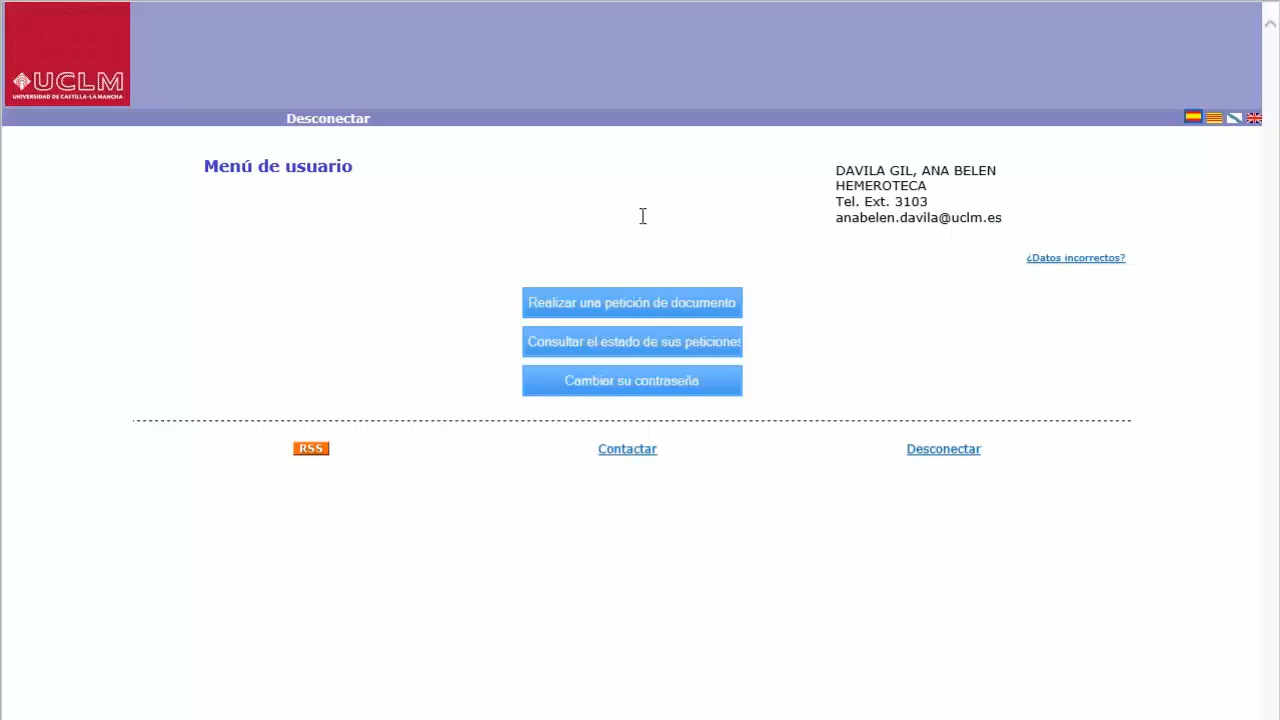 UCLM
UNIVERSIDAD DE CASTILLA-LA MANCHA
Desconectar
Menú de usuario
DAVILA GIL, ANA BELEN
HEMEROTECA
Tel. Ext. 3103
anabelen.davila@uclm.es
¿Datos incorrectos?
Realizar una petición de documento
Consultar el estado de sus peticiones
Cambiar su contraseña
RSS
Contactar
Desconectar